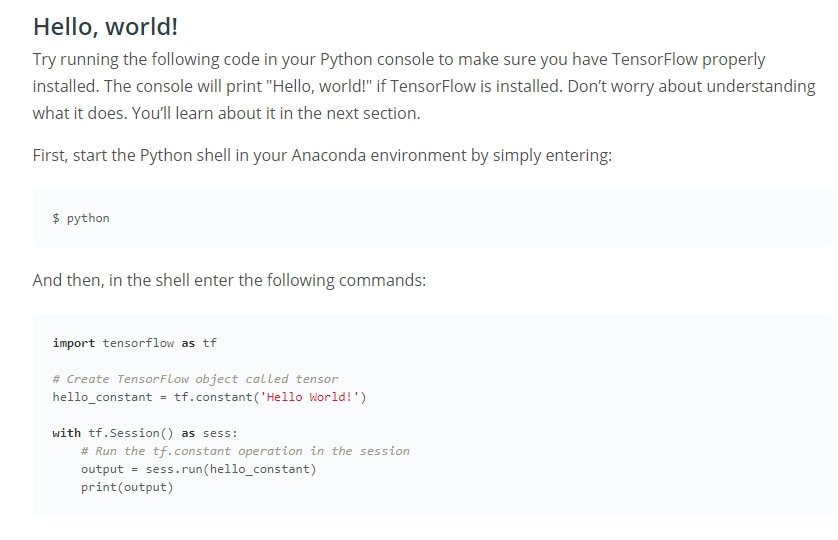 Hello, world!
Try running the following code in your Python console to make sure you have TensorFlow properly
installed. The console will print "Hello, world!" if TensorFlow is installed. Don’t worry about understanding
what it does. You’ll learn about it in the next section.
First, start the Python shell in your Anaconda environment by simply entering:
$ python
And then, in the shell enter the following commands:
import tensorflow as tf
# Create TensorFlow object called tensor
hello_constant = tf.constant('Hello World!')
with tf.Session() as sess:
    # Run the tf.constant operation in the session
    output = sess.run(hello_constant)
    print(output)